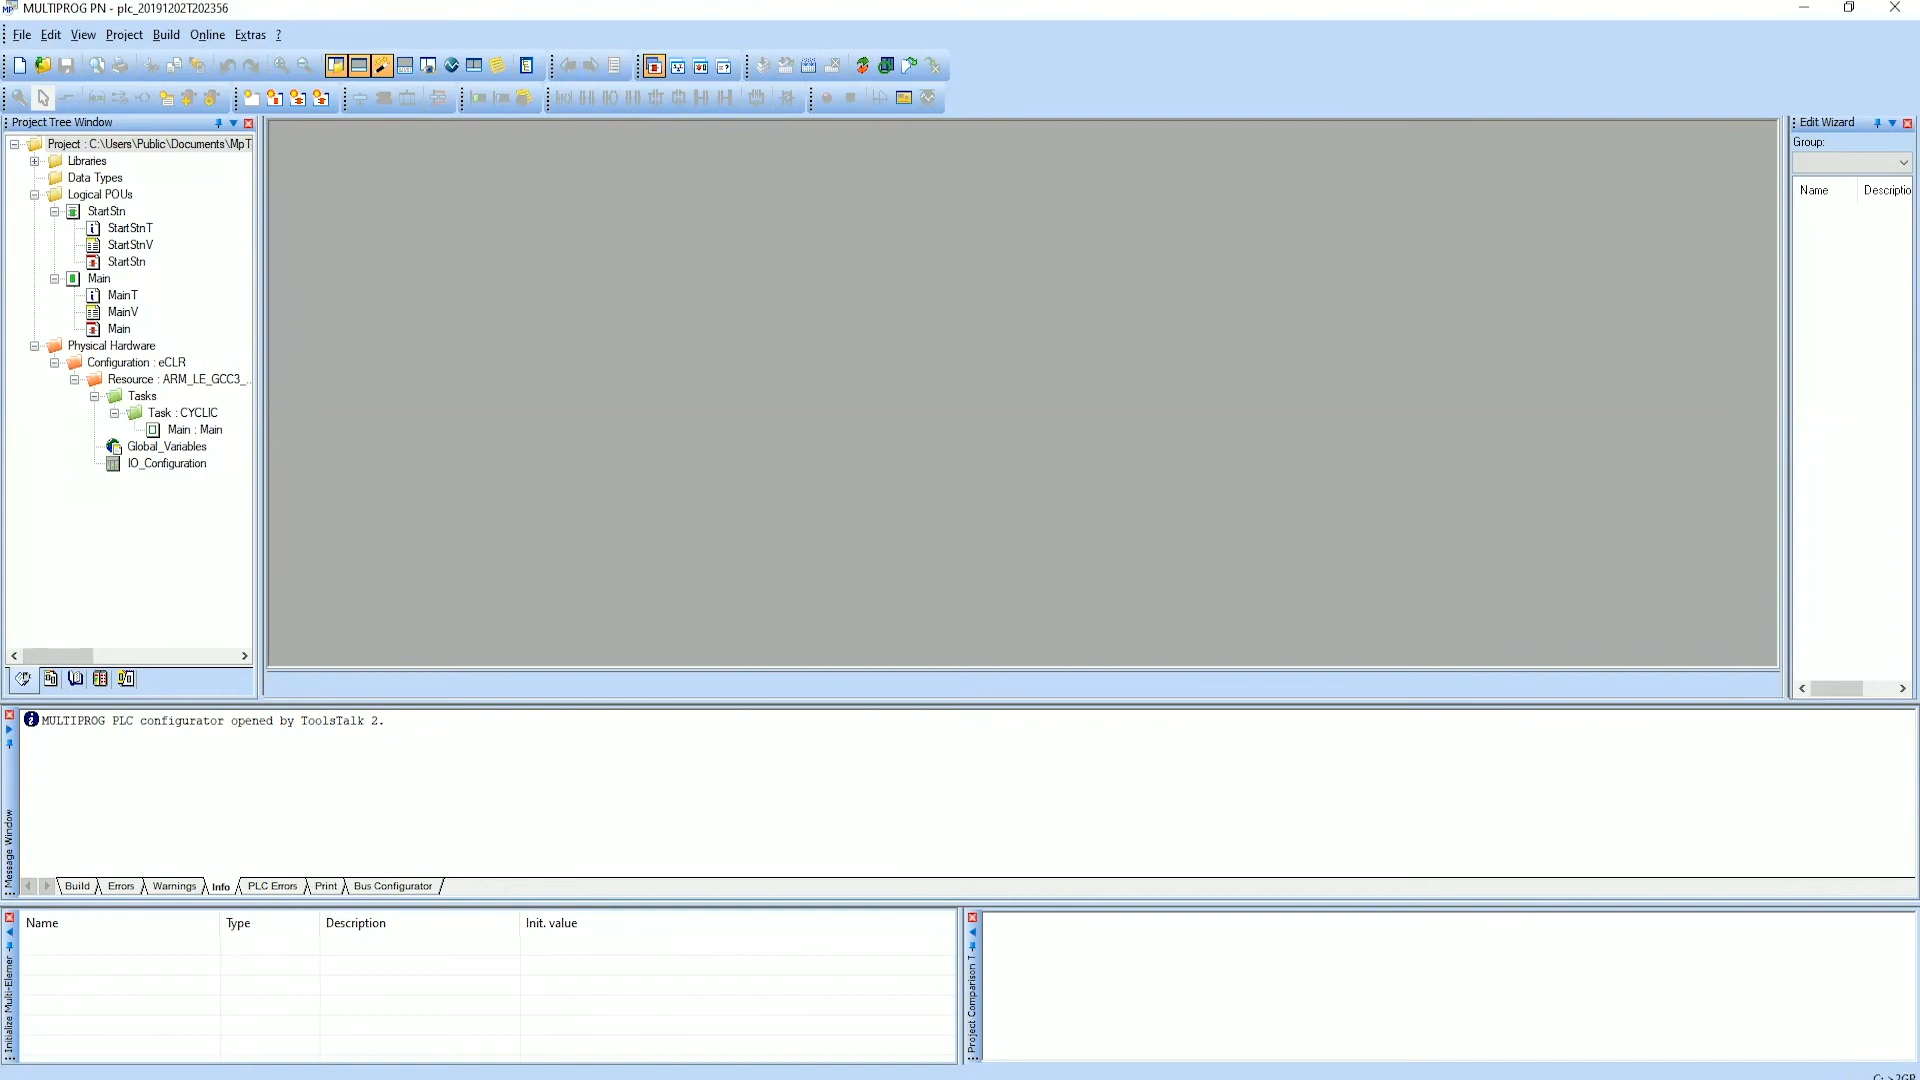 MULTIPROG PN - plc_20191202T202356
File Edit View Project Build Online Extras ?
Project Tree Window
Project : C:\Users\Public\Documents\MpT
Libraries
Data Types
Logical POUs
StartStn
StartStnT
StartStnV
StartStn
Main
MainT
MainV
Main
Physical Hardware
Configuration : eCLR
Resource : ARM_LE_GCC3_...
Tasks
Task : CYCLIC
Main : Main
Global_Variables
IO_Configuration
Edit Wizard
Group:
Name Descriptio
MULTIPROG PLC configurator opened by ToolsTalk 2.
Message Window
Build Errors Warnings Info PLC Errors Print Bus Configurator
Name Type Description Init. value
Initialize Multi-Elemer
Project Comparison T